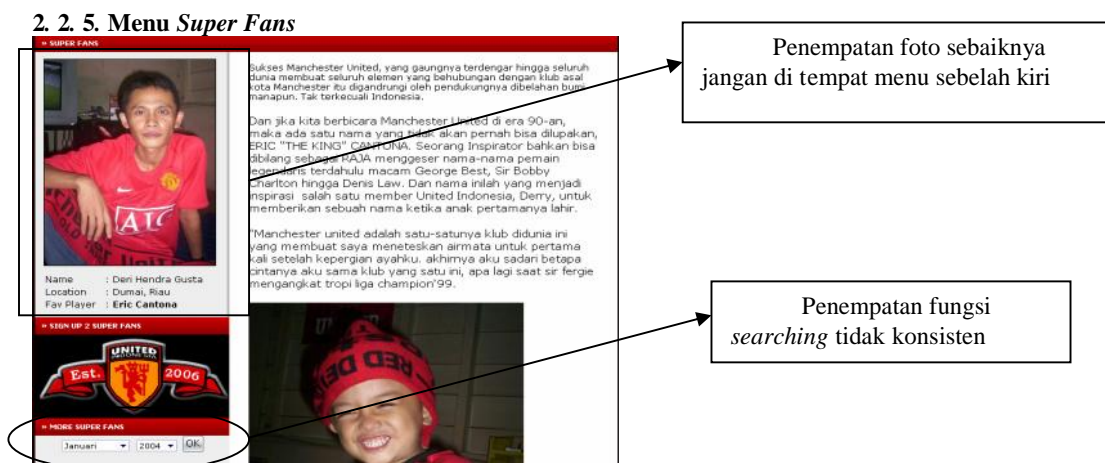 2. 2. 5. Menu Super Fans
» SUPER FANS
Name : Deri Hendra Gusta
Location : Dumai, Riau
Fav Player : Eric Cantona
» SIGN UP 2 SUPER FANS
UNITED
INDONESIA
Est. 2006
» MORE SUPER FANS
Januari 2004 OK
Sukses Manchester United, yang gaungnya terdengar hingga seluruh
dunia membuat seluruh elemen yang behubungan dengan klub asal
kota Manchester itu digandrungi oleh pendukungnya dibelahan bumi
manapun. Tak terkecuali Indonesia.
Dan jika kita berbicara Manchester United di era 90-an,
maka ada satu nama yang tidak akan pernah bisa dilupakan,
ERIC "THE KING" CANTONA. Seorang Inspirator bahkan bisa
dibilang sebagai RAJA menggeser nama-nama pemain
legendaris terdahulu macam George Best, Sir Bobby
Charlton hingga Denis Law. Dan nama inilah yang menjadi
inspirasi salah satu member United Indonesia, Derry, untuk
memberikan sebuah nama ketika anak pertamanya lahir.
"Manchester united adalah satu-satunya klub didunia ini
yang membuat saya meneteskan airmata untuk pertama
kali setelah kepergian ayahku. akhirnya aku sadari betapa
cintanya aku sama klub yang satu ini, apa lagi saat sir fergie
mengangkat tropi liga champion'99.
AIG
RED DE
Penempatan foto sebaiknya
jangan di tempat menu sebelah kiri
Penempatan fungsi
searching tidak konsisten